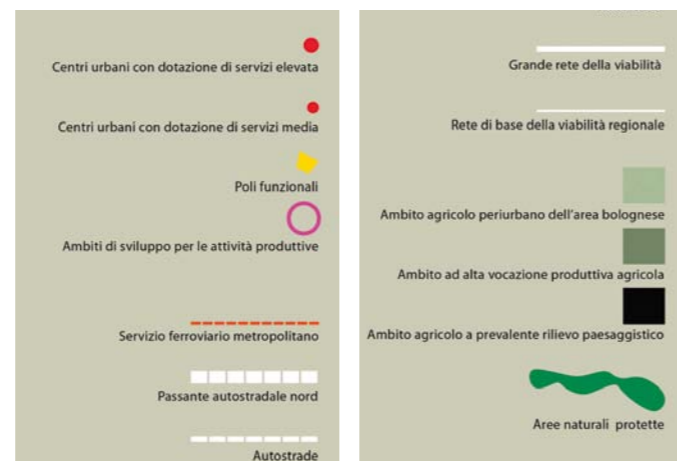 Centri urbani con dotazione di servizi elevata
Centri urbani con dotazione di servizi media
Poli funzionali
Ambiti di sviluppo per le attività produttive
Servizio ferroviario metropolitano
Passante autostradale nord
Autostrade
Grande rete della viabilità
Rete di base della viabilità regionale
Ambito agricolo periurbano dell'area bolognese
Ambito ad alta vocazione produttiva agricola
Ambito agricolo a prevalente rilievo paesaggistico
Aree naturali protette